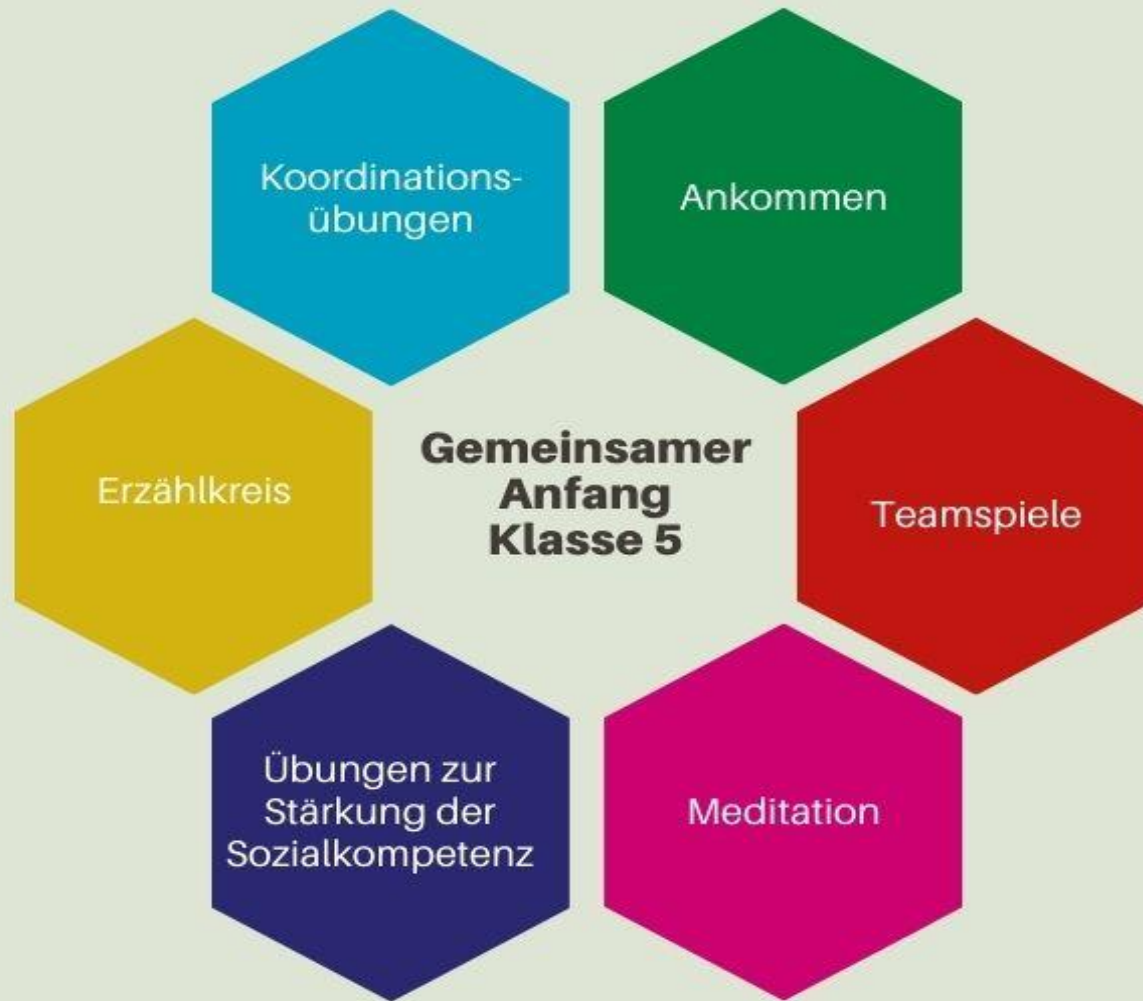 Koordinations-
übungen
Ankommen
Erzählkreis
Gemeinsamer
Anfang
Klasse 5
Teamspiele
Übungen zur
Stärkung der
Sozialkompetenz
Meditation